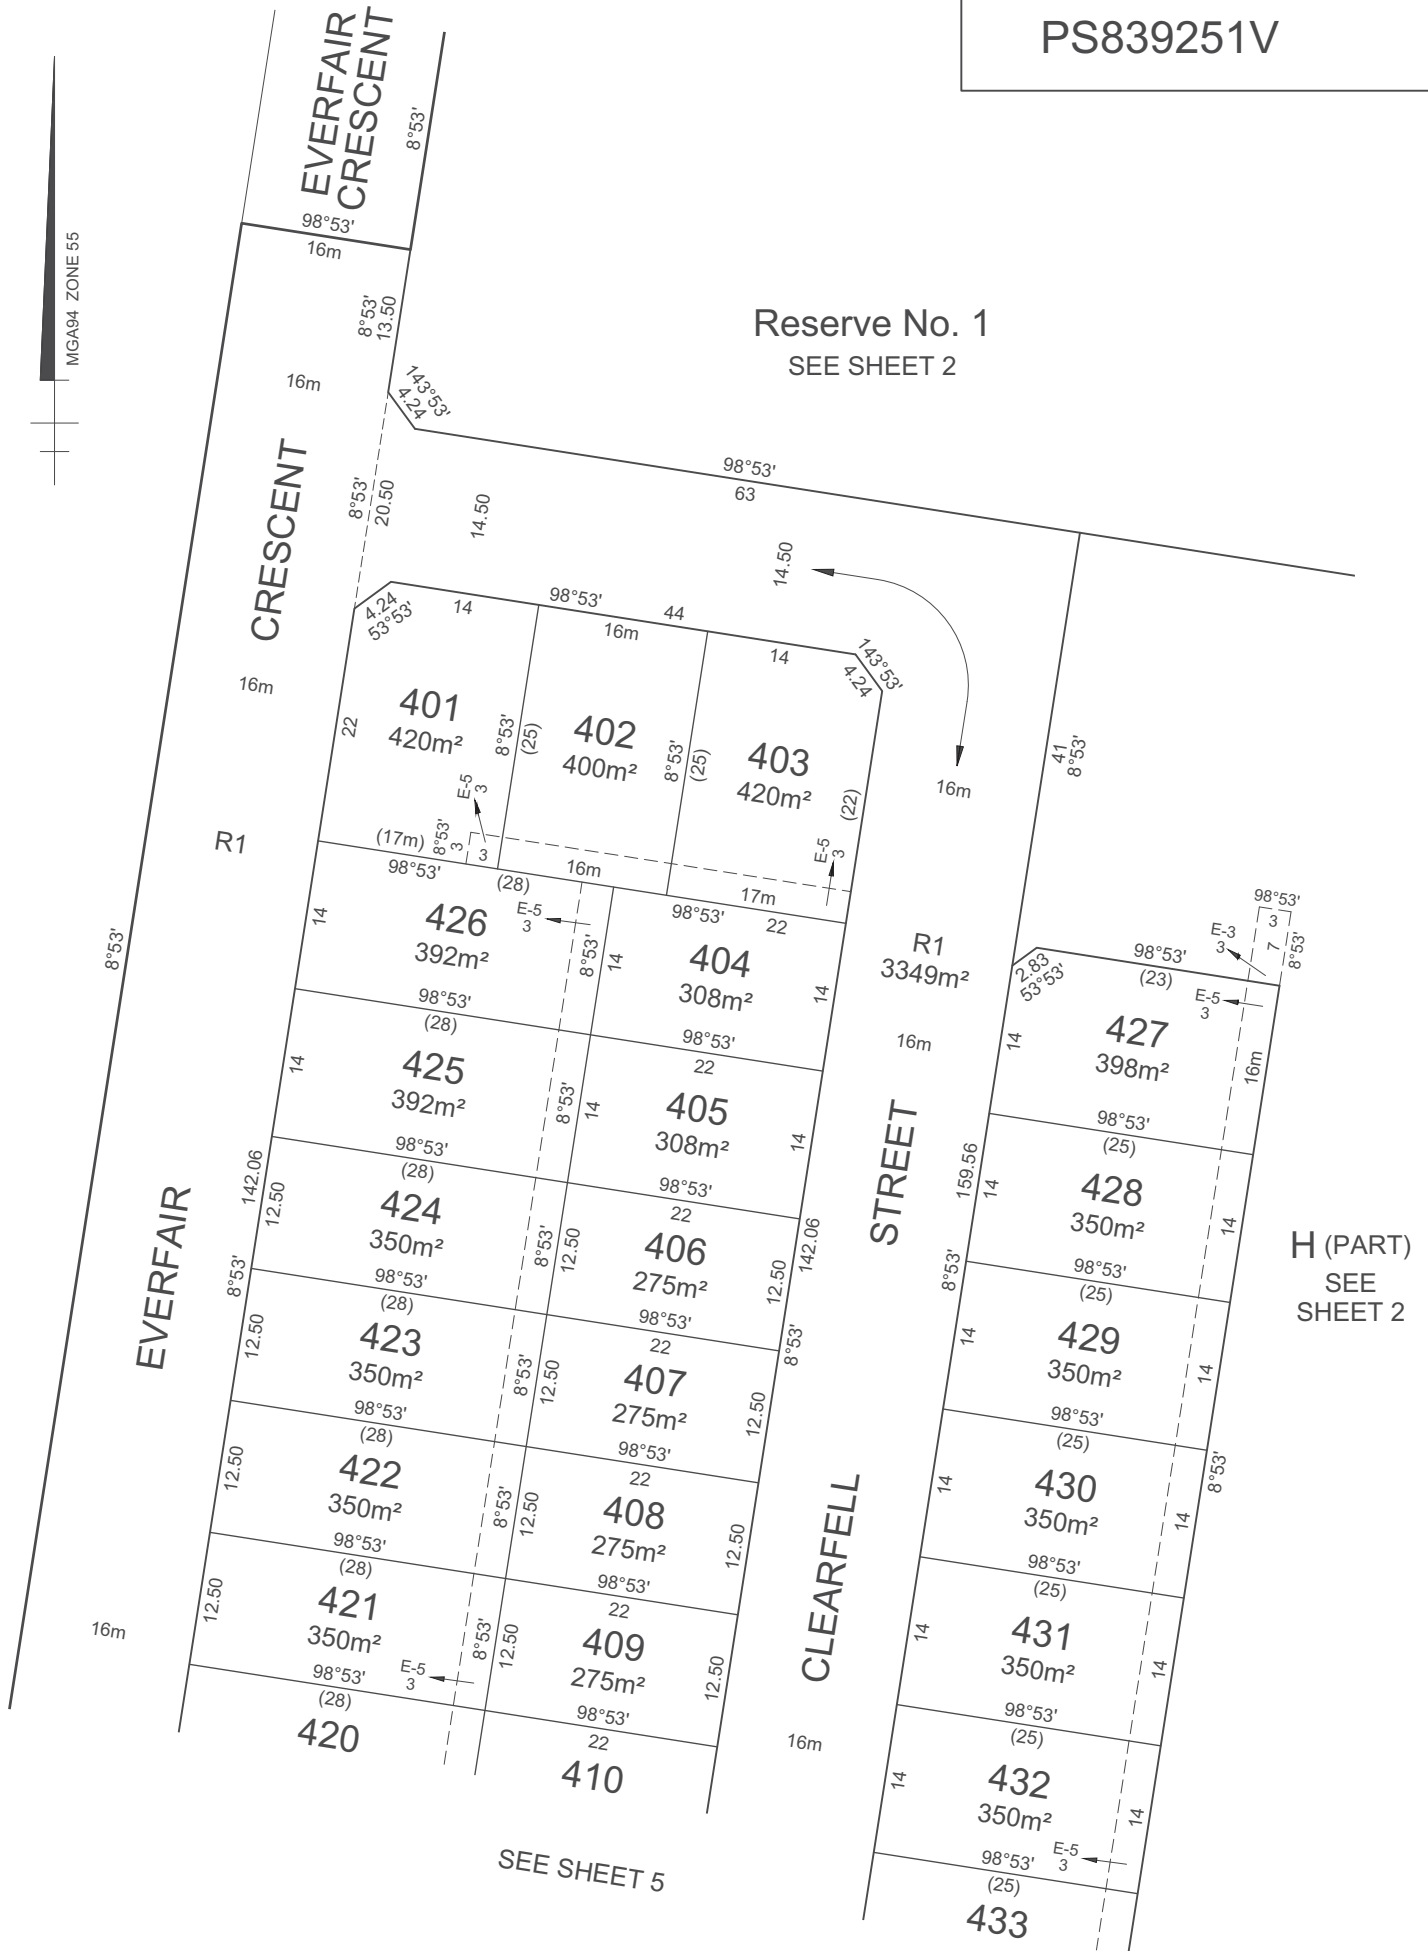 PS839251V
MGA94 ZONE 55
EVERFAIR
CRESCENT
8°53'
98°53'
16m
8°53'
13.50
16m
143°53'
4.24
Reserve No. 1
SEE SHEET 2
98°53'
63
CRESCENT
8°53'
20.50
14.50
14.50
4.24
53°53'
14
98°53'
44
16m
14
143°53'
4.24
16m
22
401
420m²
8°53'
(25)
402
400m²
8°53'
(25)
403
420m²
(22)
16m
41
8°53'
E-5
3
E-5
3
R1
(17m)
8°53'
3
3
16m
17m
98°53'
(28)
98°53'
22
8°53'
14
426
392m²
E-5
3
8°53'
14
404
308m²
14
R1
3349m²
16m
98°53'
3
7
8°53'
E-3
3
98°53'
(23)
2.83
53°53'
E-5
3
14
427
398m²
16m
98°53'
(28)
98°53'
22
14
425
392m²
8°53'
14
405
308m²
14
98°53'
(25)
STREET
159.56
14
428
350m²
14
98°53'
(28)
98°53'
22
142.06
12.50
424
350m²
8°53'
12.50
406
275m²
12.50
142.06
8°53'
98°53'
(25)
H (PART)
SEE
SHEET 2
EVERFAIR
8°53'
98°53'
(28)
98°53'
22
8°53'
14
429
350m²
14
12.50
423
350m²
8°53'
12.50
407
275m²
12.50
98°53'
(25)
98°53'
(28)
98°53'
22
14
430
350m²
14
8°53'
12.50
422
350m²
8°53'
12.50
408
275m²
12.50
CLEARFELL
98°53'
(25)
98°53'
(28)
98°53'
22
14
431
350m²
14
16m
12.50
421
350m²
E-5
3
8°53'
12.50
409
275m²
12.50
98°53'
(25)
98°53'
(28)
98°53'
22
16m
14
432
350m²
14
E-5
3
420
410
98°53'
(25)
433
SEE SHEET 5